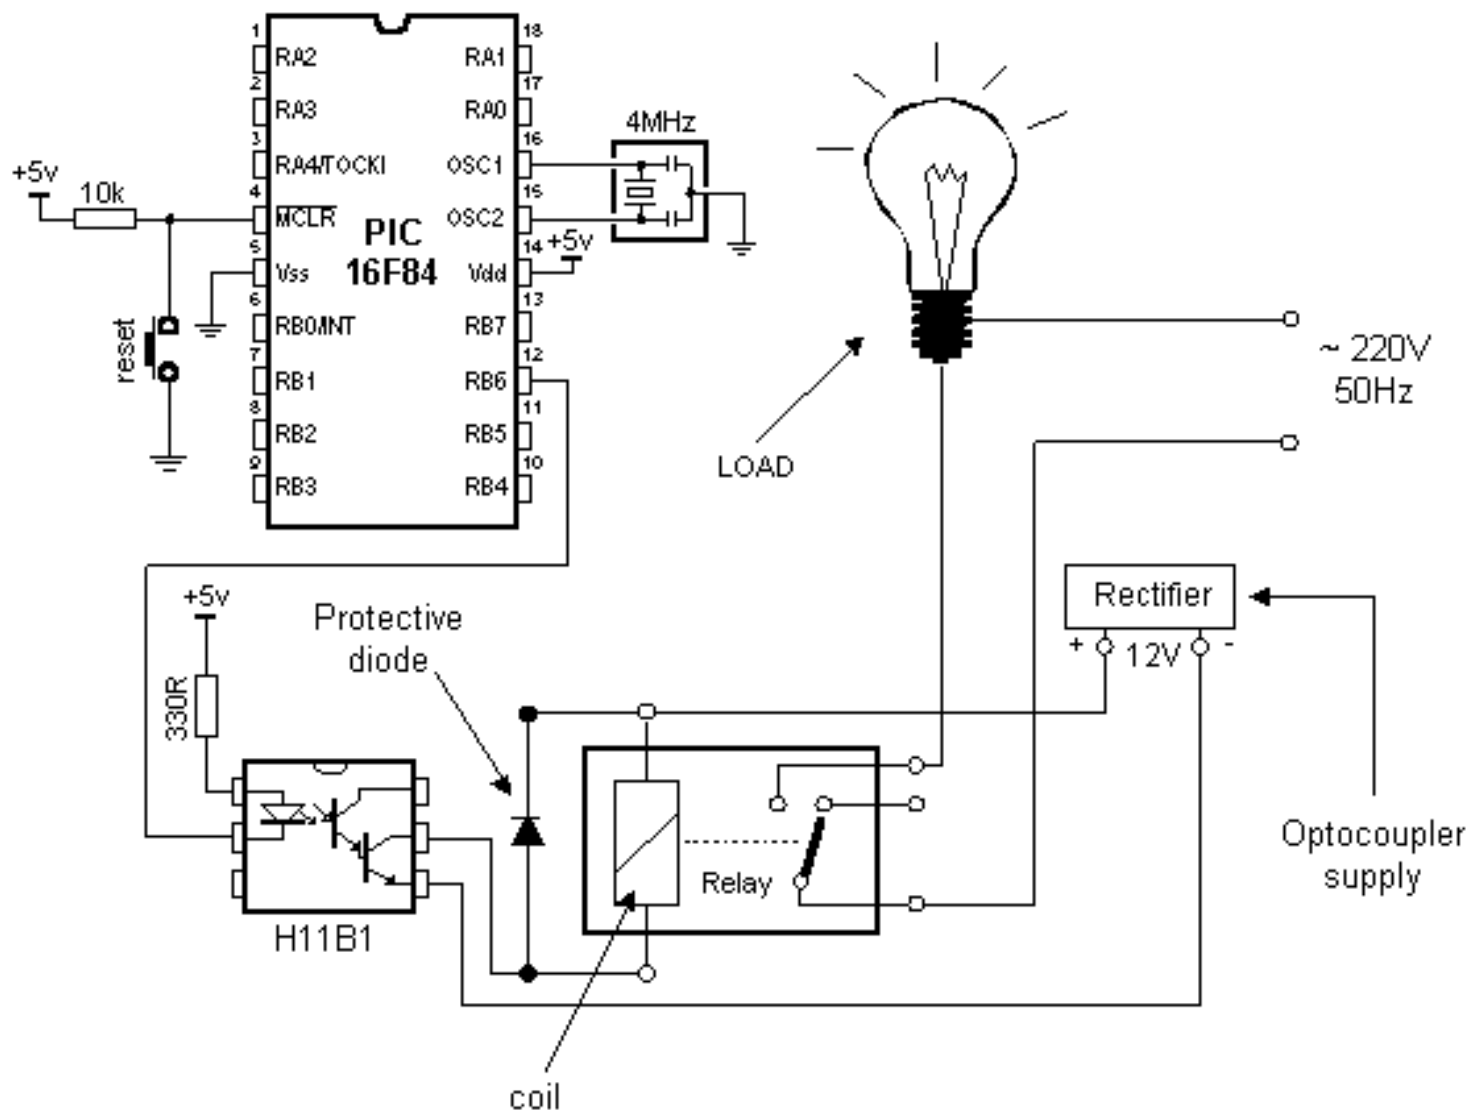 1
RA2
2
RA3
3
RA4/TOCKI
4
MCLR
5
Vss
6
RB0/INT
7
RB1
8
RB2
9
RB3
18
RA1
17
RA0
16
OSC1
15
OSC2
14
Vdd
13
RB7
12
RB6
11
RB5
10
RB4
PIC
16F84
+5v
10k
reset
4MHz
+5v
LOAD
~ 220V
50Hz
+5v
330R
Protective
diode
Rectifier
+ 12V -
H11B1
Relay
Optocoupler
supply
coil